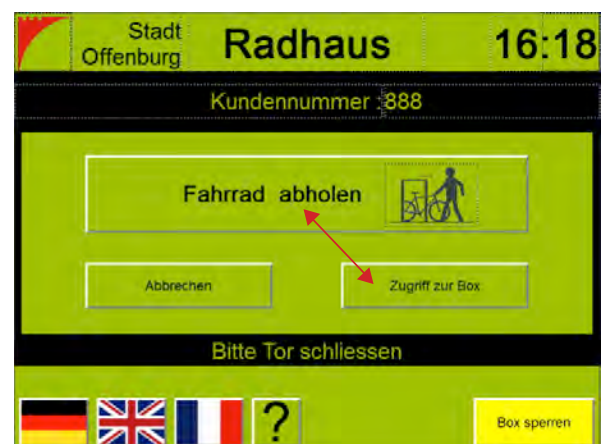 Stadt
Offenburg
Radhaus
16:18
Kundennummer :888
Fahrrad abholen
Abbrechen
Zugriff zur Box
Bitte Tor schliessen
?
Box sperren